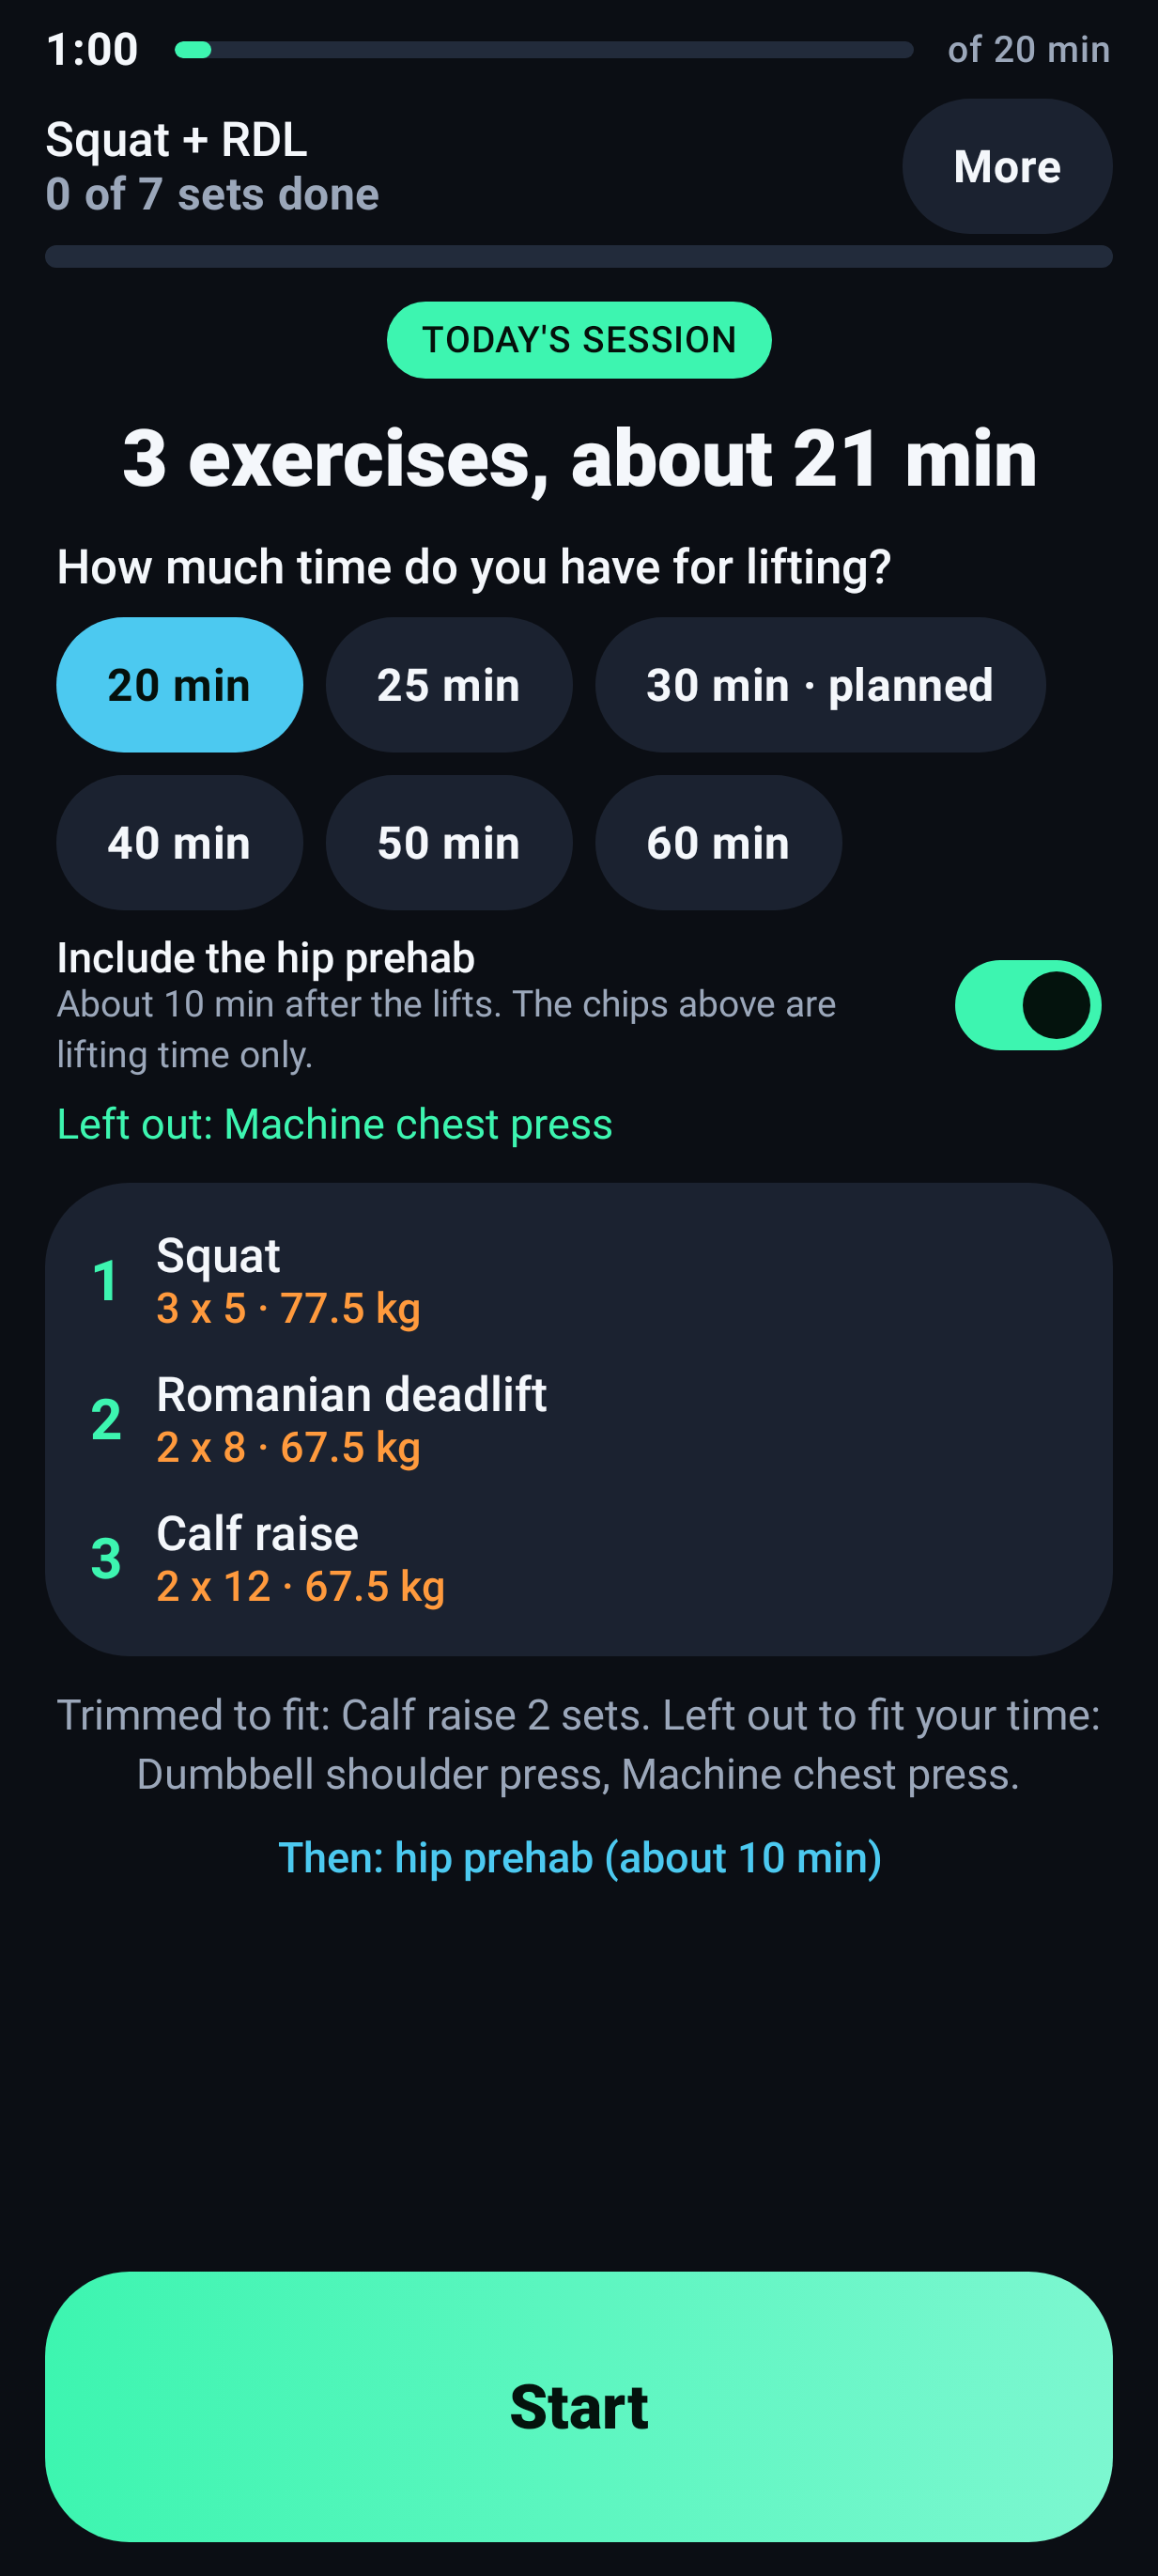 1:00
of 20 min
Squat + RDL
0 of 7 sets done
More
TODAY'S SESSION
3 exercises, about 21 min
How much time do you have for lifting?
20 min
25 min
30 min · planned
40 min
50 min
60 min
Include the hip prehab
About 10 min after the lifts. The chips above are
lifting time only.
Left out: Machine chest press
1
Squat
3 x 5 · 77.5 kg
2
Romanian deadlift
2 x 8 · 67.5 kg
3
Calf raise
2 x 12 · 67.5 kg
Trimmed to fit: Calf raise 2 sets. Left out to fit your time:
Dumbbell shoulder press, Machine chest press.
Then: hip prehab (about 10 min)
Start